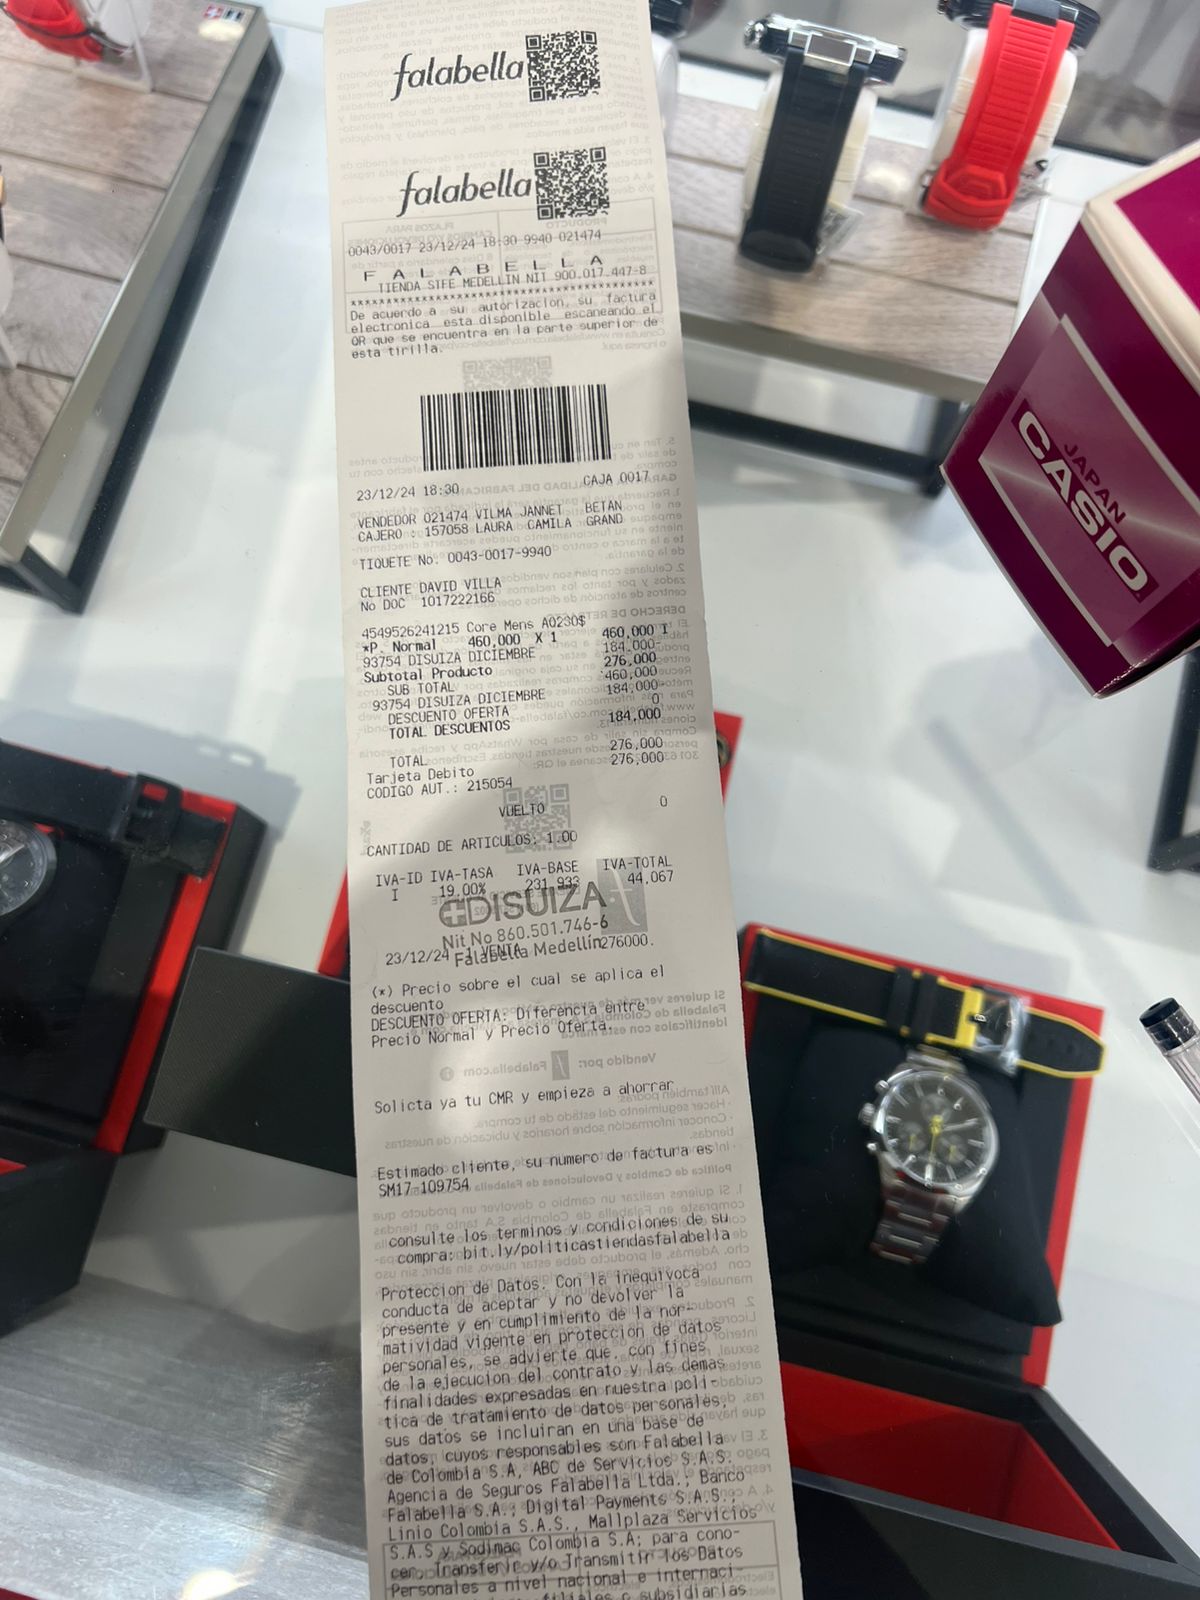 falabella
falabella
0043/0017 23/12/24 18:30 9940 021474
F A L A B E L L A
TIENDA STFE MEDELLIN NIT 900.017.447-8
****************************************
De acuerdo a su autorizacion, su factura
electronica esta disponible escaneando el
QR que se encuentra en la parte superior de
esta tirilla.
23/12/24 18:30 CAJA 0017
VENDEDOR 021474 VILMA JANNET BETAN
CAJERO : 157058 LAURA CAMILA GRAND
TIQUETE No. 0043-0017-9940
CLIENTE DAVID VILLA
No DOC 1017222166
4549526241215 Core Mens A0230$
*P. Normal 460,000 X 1 460,000 I
93754 DISUIZA DICIEMBRE 184,000-
Subtotal Producto 276,000
SUB TOTAL 460,000
93754 DISUIZA DICIEMBRE 184,000-
DESCUENTO OFERTA 0
TOTAL DESCUENTOS 184,000
TOTAL 276,000
Tarjeta Debito 276,000
CODIGO AUT.: 215054
VUELTO 0
CANTIDAD DE ARTICULOS: 1.00
IVA-ID IVA-TASA IVA-BASE IVA-TOTAL
I 19.00% 231,933 44,067
DISUIZA
Nit No 860.501.746-6
Falabella Medellín
23/12/24 1 VENTA 276000.
(*) Precio sobre el cual se aplica el
descuento
DESCUENTO OFERTA: Diferencia entre
Precio Normal y Precio Oferta.
Solicta ya tu CMR y empieza a ahorrar
Estimado cliente, su numero de factura es
SM17-109754
consulte los terminos y condiciones de su
compra: bit.ly/politicastiendasfalabella
Proteccion de Datos. Con la inequivoca
conducta de aceptar y no devolver la
presente y en cumplimiento de la nor-
matividad vigente en protección de datos
personales, se advierte que, con fines
de la ejecucion del contrato y las demas
finalidades expresadas en nuestra poli-
tica de tratamiento de datos personales,
sus datos se incluiran en una base de
datos, cuyos responsables son Falabella
de Colombia S.A, ABC de Servicios S.A.S.
Agencia de Seguros Falabella Ltda., Banco
Falabella S.A., Digital Payments S.A.S.,
Linio Colombia S.A.S., Mallplaza Servicios
S.A.S y Sodimac Colombia S.A; para cono-
cer, Transferir y/o Transmitir los Datos
Personales a nivel nacional e internaci-
filiales o subsidiarias
JAPAN
CASIO